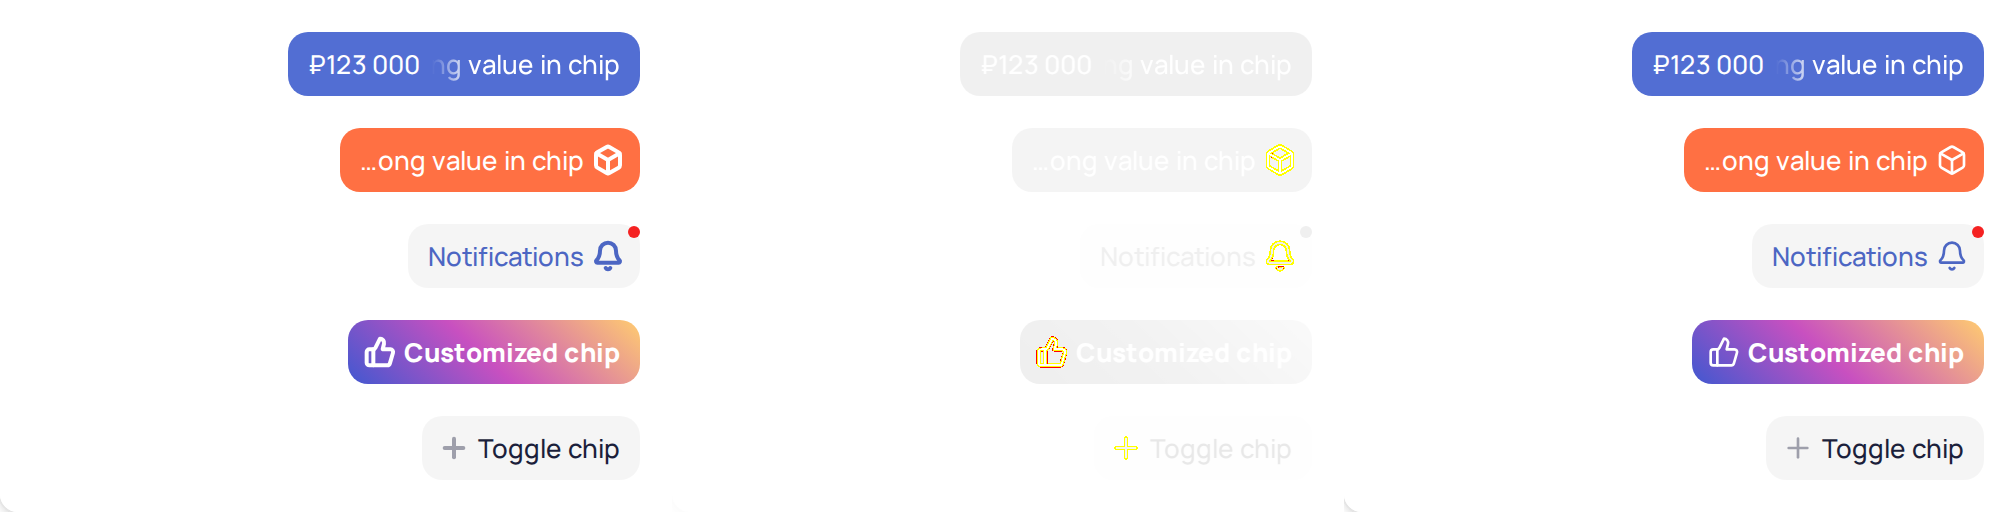 ₽123 000 ng value in chip
...ong value in chip
Notifications
Customized chip
Toggle chip
₽123 000 ng value in chip
...ong value in chip
Notifications
Customized chip
Toggle chip
₽123 000 ng value in chip
...ong value in chip
Notifications
Customized chip
Toggle chip